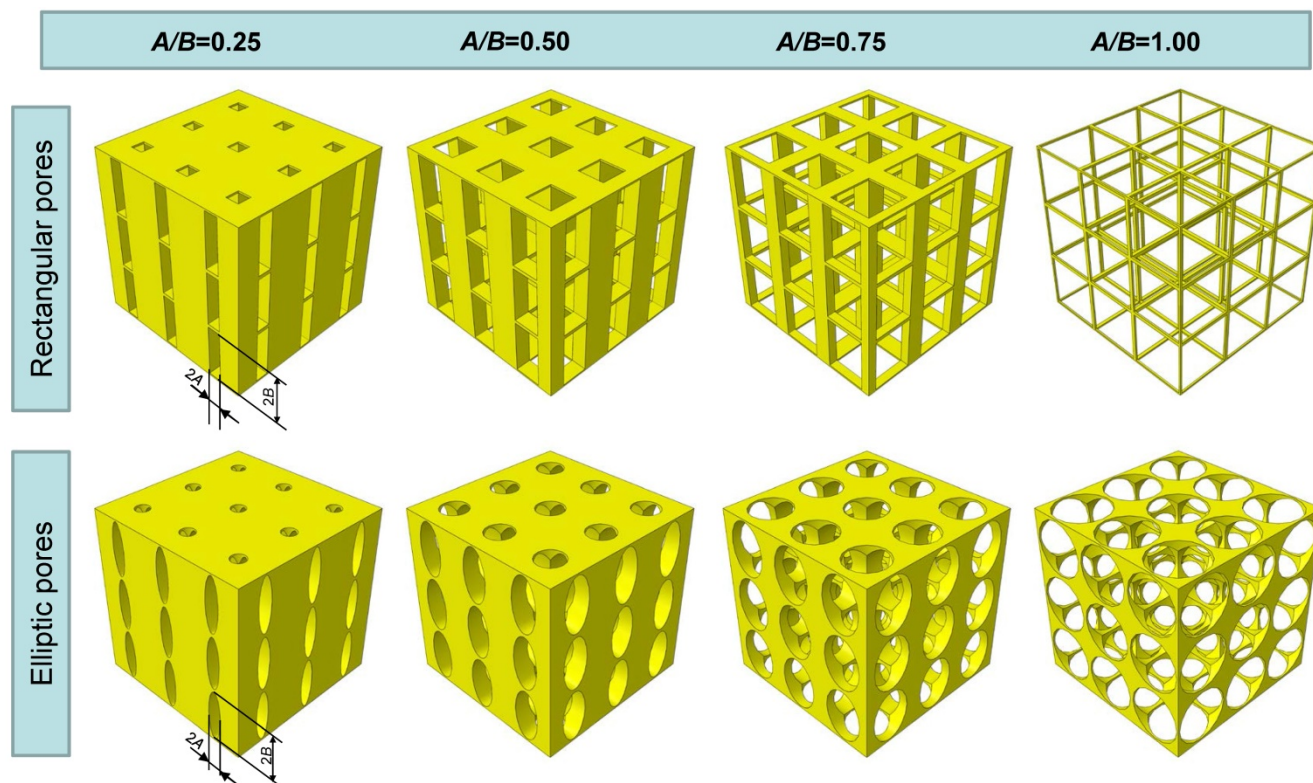 A/B=0.25
A/B=0.50
A/B=0.75
A/B=1.00
Rectangular pores
2A
2B
Elliptic pores
2A
2B